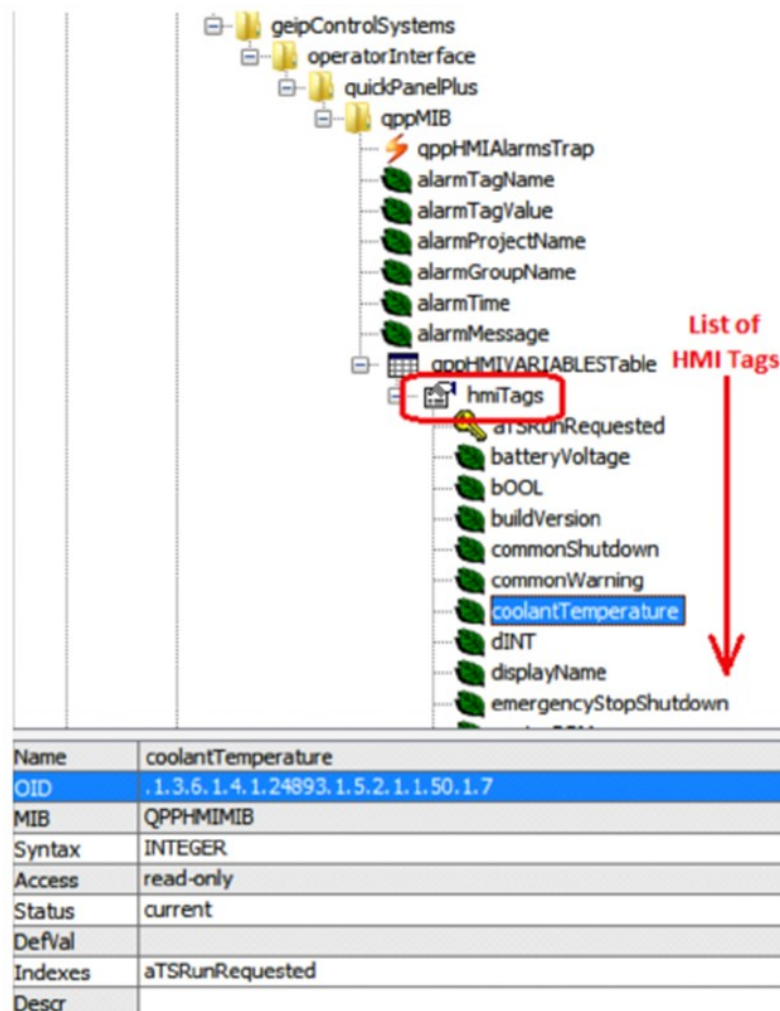 geipControlSystems
operatorInterface
quickPanelPlus
qppMIB
qppHMIAlarmsTrap
alarmTagName
alarmTagValue
alarmProjectName
alarmGroupName
alarmTime
alarmMessage
qppHMIVARIABLESTable
hmiTags
aTSRunRequested
batteryVoltage
bOOL
buildVersion
commonShutdown
commonWarning
coolantTemperature
dINT
displayName
emergencyStopShutdown
List of
HMI Tags
Name coolantTemperature
OID .1.3.6.1.4.1.24893.1.5.2.1.1.50.1.7
MIB QPPHMIMIB
Syntax INTEGER
Access read-only
Status current
DefVal
Indexes aTSRunRequested
Descr